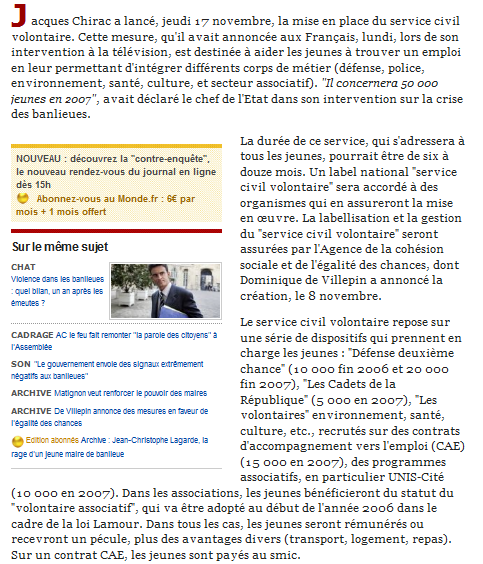 Jacques Chirac a lancé, jeudi 17 novembre, la mise en place du service civil
volontaire. Cette mesure, qu'il avait annoncée aux Français, lundi, lors de son
intervention à la télévision, est destinée à aider les jeunes à trouver un emploi
en leur permettant d'intégrer différents corps de métier (défense, police,
environnement, santé, culture, et secteur associatif). "Il concernera 50 000
jeunes en 2007", avait déclaré le chef de l'Etat dans son intervention sur la crise
des banlieues.
NOUVEAU : découvrez la "contre-enquête",
le nouveau rendez-vous du journal en ligne
dès 15h
Abonnez-vous au Monde.fr : 6€ par
mois + 1 mois offert
Sur le même sujet
CHAT
Violence dans les banlieues
: quel bilan, un an après les
émeutes ?
CADRAGE AC le feu fait remonter "la parole des citoyens" à
l'Assemblée
SON "Le gouvernement envoie des signaux extrêmement
négatifs aux banlieues"
ARCHIVE Matignon veut renforcer le pouvoir des maires
ARCHIVE De Villepin annonce des mesures en faveur de
l'égalité des chances
Edition abonnés Archive : Jean-Christophe Lagarde, la
rage d'un jeune maire de banlieue
La durée de ce service, qui s'adressera à
tous les jeunes, pourrait être de six à
douze mois. Un label national "service
civil volontaire" sera accordé à des
organismes qui en assureront la mise
en œuvre. La labellisation et la gestion
du "service civil volontaire" seront
assurées par l'Agence de la cohésion
sociale et de l'égalité des chances, dont
Dominique de Villepin a annoncé la
création, le 8 novembre.
Le service civil volontaire repose sur
une série de dispositifs qui prennent en
charge les jeunes : "Défense deuxième
chance" (10 000 fin 2006 et 20 000
fin 2007), "Les Cadets de la
République" (5 000 en 2007), "Les
volontaires" environnement, santé,
culture, etc., recrutés sur des contrats
d'accompagnement vers l'emploi (CAE)
(15 000 en 2007), des programmes
associatifs, en particulier UNIS-Cité
(10 000 en 2007). Dans les associations, les jeunes bénéficieront du statut du
"volontaire associatif", qui va être adopté au début de l'année 2006 dans le
cadre de la loi Lamour. Dans tous les cas, les jeunes seront rémunérés ou
recevront un pécule, plus des avantages divers (transport, logement, repas).
Sur un contrat CAE, les jeunes sont payés au smic.